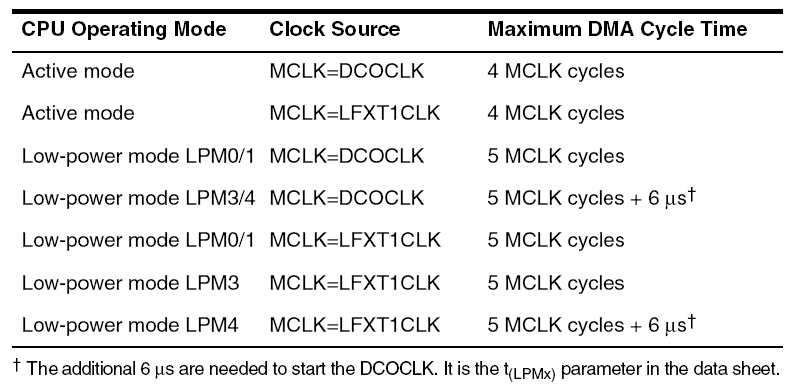 CPU Operating Mode Clock Source Maximum DMA Cycle Time
Active mode MCLK=DCOCLK 4 MCLK cycles
Active mode MCLK=LFXT1CLK 4 MCLK cycles
Low-power mode LPM0/1 MCLK=DCOCLK 5 MCLK cycles
Low-power mode LPM3/4 MCLK=DCOCLK 5 MCLK cycles + 6 μs†
Low-power mode LPM0/1 MCLK=LFXT1CLK 5 MCLK cycles
Low-power mode LPM3 MCLK=LFXT1CLK 5 MCLK cycles
Low-power mode LPM4 MCLK=LFXT1CLK 5 MCLK cycles + 6 μs†
† The additional 6 μs are needed to start the DCOCLK. It is the t(LPMx) parameter in the data sheet.